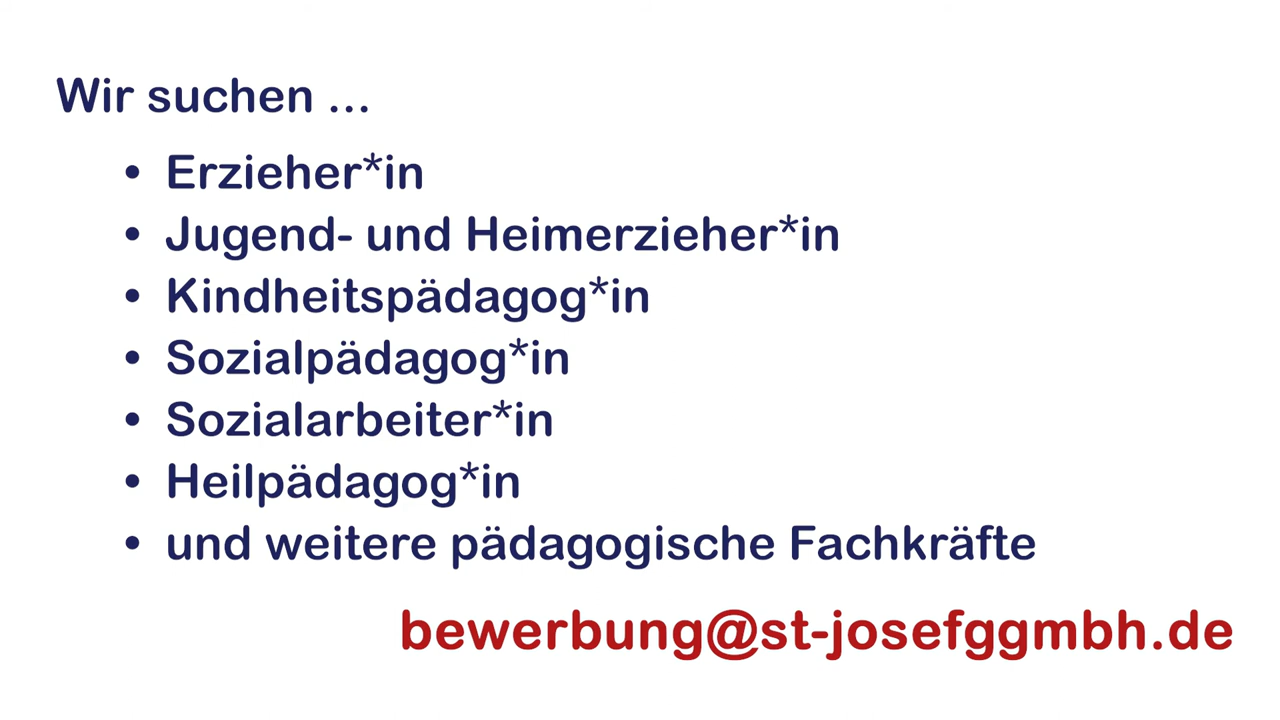 Wir suchen ...
• Erzieher*in
• Jugend- und Heimerzieher*in
• Kindheitspädagog*in
• Sozialpädagog*in
• Sozialarbeiter*in
• Heilpädagog*in
• und weitere pädagogische Fachkräfte
bewerbung@st-josefggmbh.de